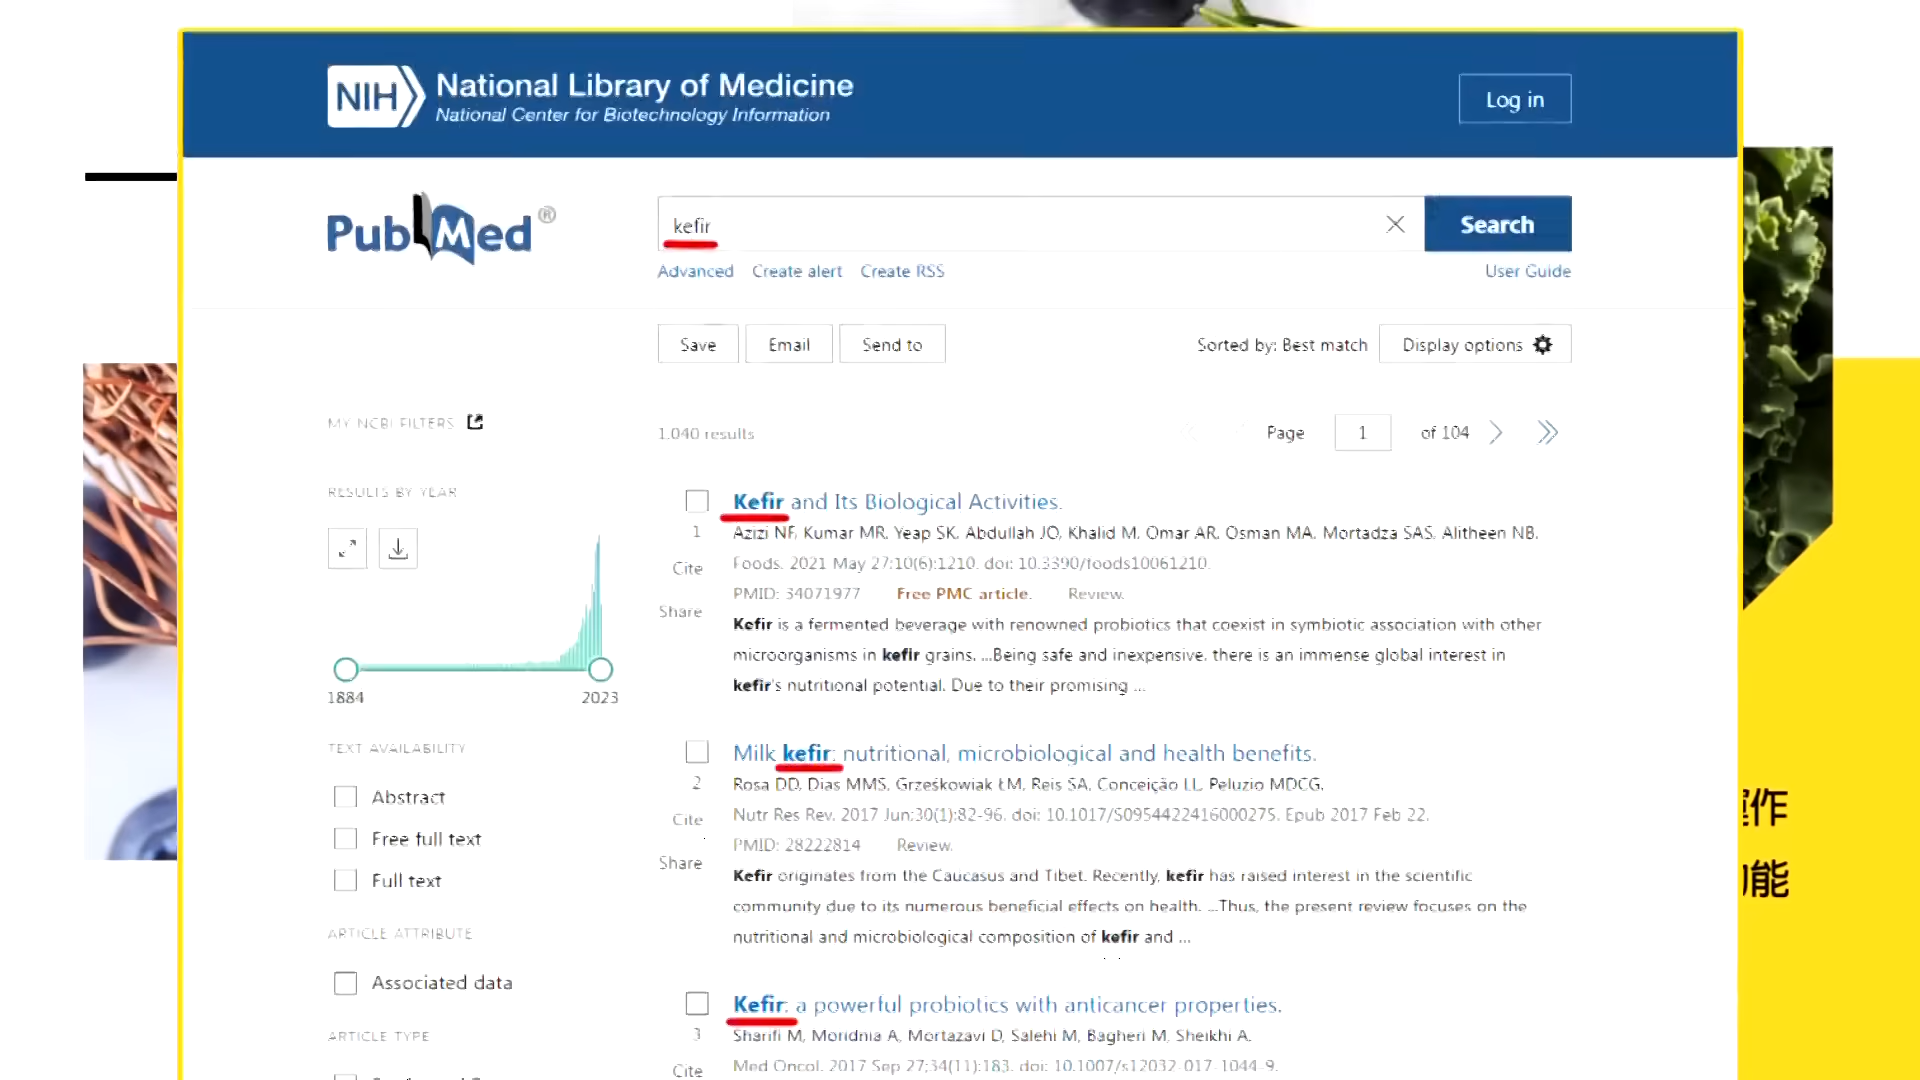 NIH National Library of Medicine
National Center for Biotechnology Information
Log in
PubMed®
kefir
Search
Advanced Create alert Create RSS
User Guide
Save Email Send to
Sorted by: Best match Display options
MY NCBI FILTERS
1,040 results
Page 1 of 104
RESULTS BY YEAR
1884 2023
TEXT AVAILABILITY
Abstract
Free full text
Full text
ARTICLE ATTRIBUTE
Associated data
ARTICLE TYPE
Kefir and Its Biological Activities.
1
Azizi NF, Kumar MR, Yeap SK, Abdullah JO, Khalid M, Omar AR, Osman MA, Mortadza SAS, Alitheen NB.
Cite
Foods. 2021 May 27;10(6):1210. doi: 10.3390/foods10061210.
PMID: 34071977 Free PMC article. Review.
Share
Kefir is a fermented beverage with renowned probiotics that coexist in symbiotic association with other
microorganisms in kefir grains. ...Being safe and inexpensive, there is an immense global interest in
kefir's nutritional potential. Due to their promising ...
Milk kefir: nutritional, microbiological and health benefits.
2
Rosa DD, Dias MMS, Grześkowiak ŁM, Reis SA, Conceição LL, Peluzio MDCG.
Cite
Nutr Res Rev. 2017 Jun;30(1):82-96. doi: 10.1017/S0954422416000275. Epub 2017 Feb 22.
PMID: 28222814 Review.
Share
Kefir originates from the Caucasus and Tibet. Recently, kefir has raised interest in the scientific
community due to its numerous beneficial effects on health. ...Thus, the present review focuses on the
nutritional and microbiological composition of kefir and ...
Kefir: a powerful probiotics with anticancer properties.
3
Sharifi M, Moridnia A, Mortazavi D, Salehi M, Bagheri M, Sheikhi A.
Cite
Med Oncol. 2017 Sep 27;34(11):183. doi: 10.1007/s12032-017-1044-9.
作
能